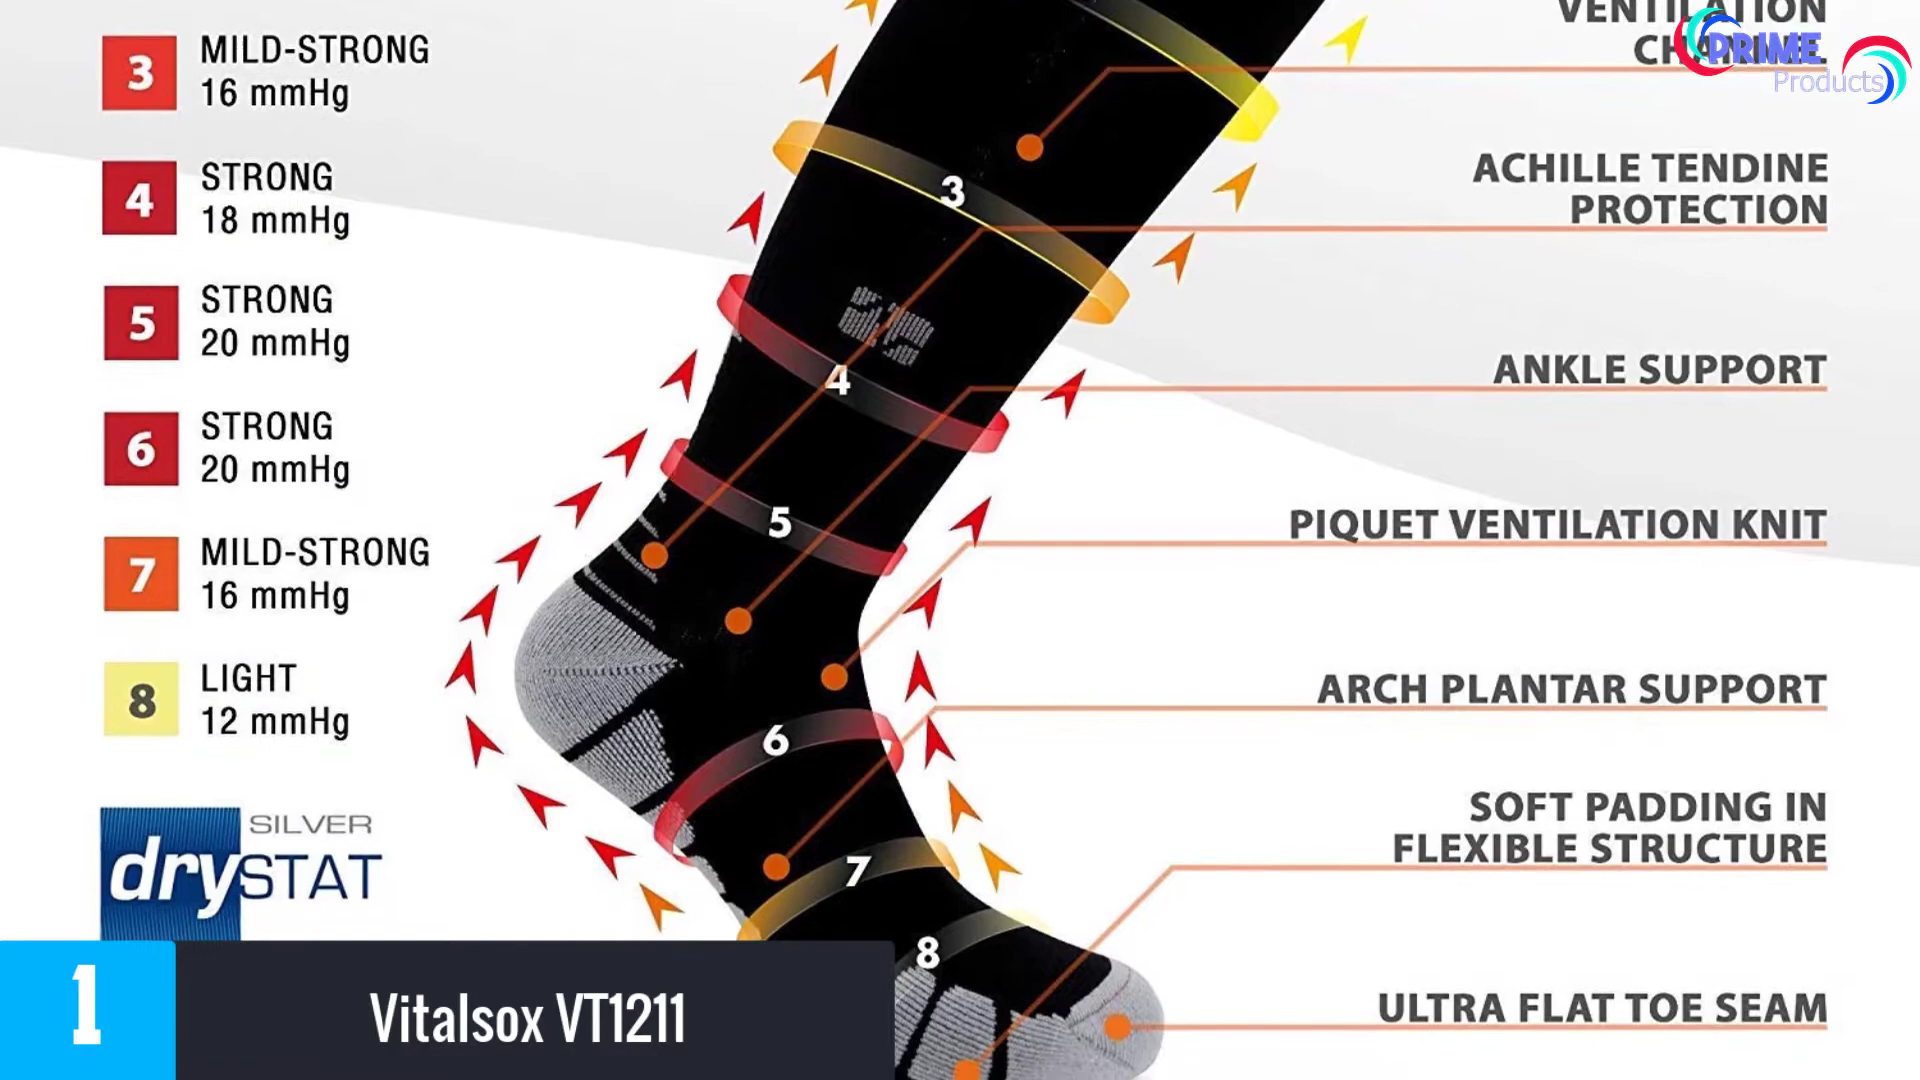 3
MILD-STRONG
16 mmHg
4
STRONG
18 mmHg
5
STRONG
20 mmHg
6
STRONG
20 mmHg
7
MILD-STRONG
16 mmHg
8
LIGHT
12 mmHg
SILVER
drySTAT
3
4
5
6
7
8
VENTILATION
PRIME
Products
ACHILLE TENDINE
PROTECTION
ANKLE SUPPORT
PIQUET VENTILATION KNIT
ARCH PLANTAR SUPPORT
SOFT PADDING IN
FLEXIBLE STRUCTURE
ULTRA FLAT TOE SEAM
1
Vitalsox VT1211